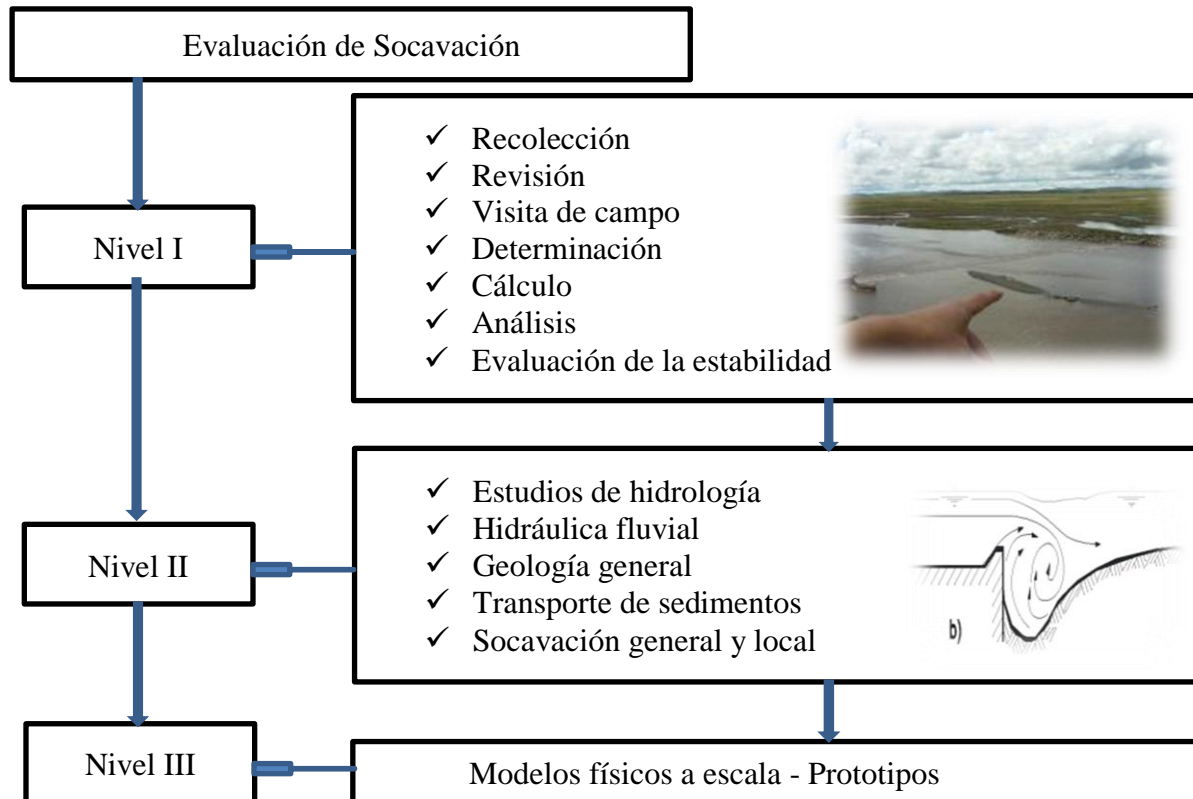 Evaluación de Socavación
Nivel I
✓ Recolección
✓ Revisión
✓ Visita de campo
✓ Determinación
✓ Cálculo
✓ Análisis
✓ Evaluación de la estabilidad
Nivel II
✓ Estudios de hidrología
✓ Hidráulica fluvial
✓ Geología general
✓ Transporte de sedimentos
✓ Socavación general y local
b)
Nivel III
Modelos físicos a escala - Prototipos